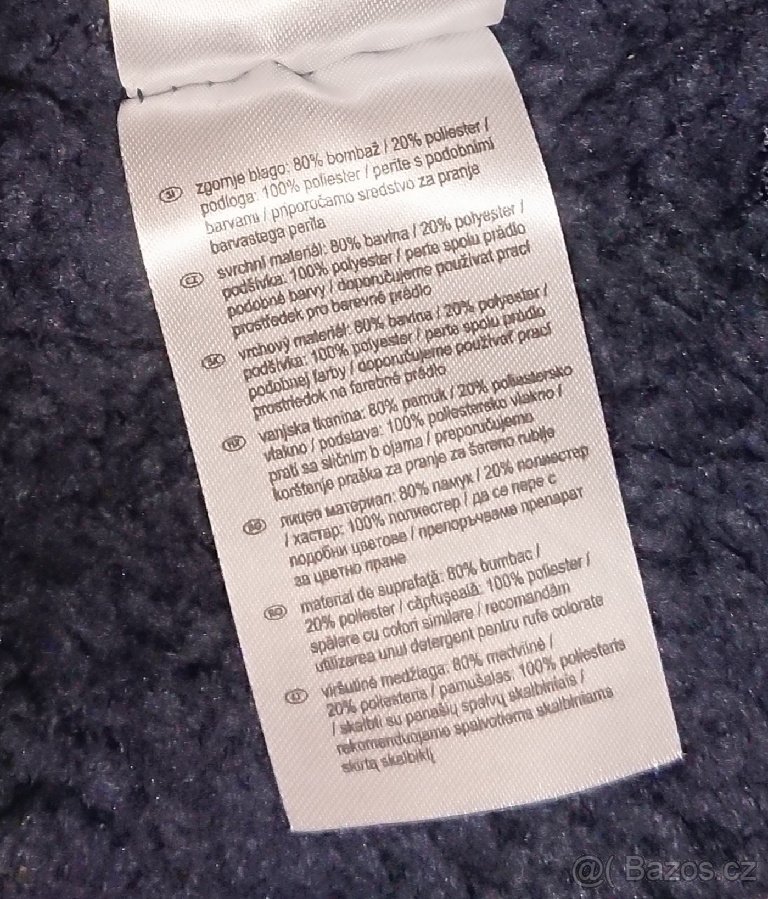 SI zgornje blago: 80% bombaž / 20% poliester /
podloga: 100% poliester / perite s podobnimi
barvami / priporočamo sredstvo za pranje
barvastega perila
CZ svrchní materiál: 80% bavlna / 20% polyester /
podšívka: 100% polyester / perte spolu prádlo
podobné barvy / doporučujeme používat prací
prostředek pro barevné prádlo
SK vrchový materiál: 80% bavlna / 20% polyester /
podšívka: 100% polyester / perte spolu prádlo
podobnej farby / doporučujeme používať prací
prostriedok na farebné prádlo
HR vanjska tkanina: 80% pamuk / 20% poliestersko
vlakno / podstava: 100% poliestersko vlakno /
prati sa sličnim b ojama / preporučujemo
korištenje praška za pranje za šareno rublje
BG лицев материал: 80% памук / 20% полиестер
/ хастар: 100% полиестер / да се пере с
подобни цветове / препоръчваме препарат
за цветно пране
RO material de suprafaţă: 80% bumbac /
20% poliester / căptuşeală: 100% poliester /
spălare cu culori similare / recomandăm
utilizarea unui detergent pentru rufe colorate
LT viršutinė medžiaga: 80% medvilnė /
20% poliesteris / pamušalas: 100% poliesteris
/ skalbti su panašių spalvų skalbiniais /
rekomenduojame spalvotiems skalbiniams
skirtą skalbiklį
@( Bazos.cz